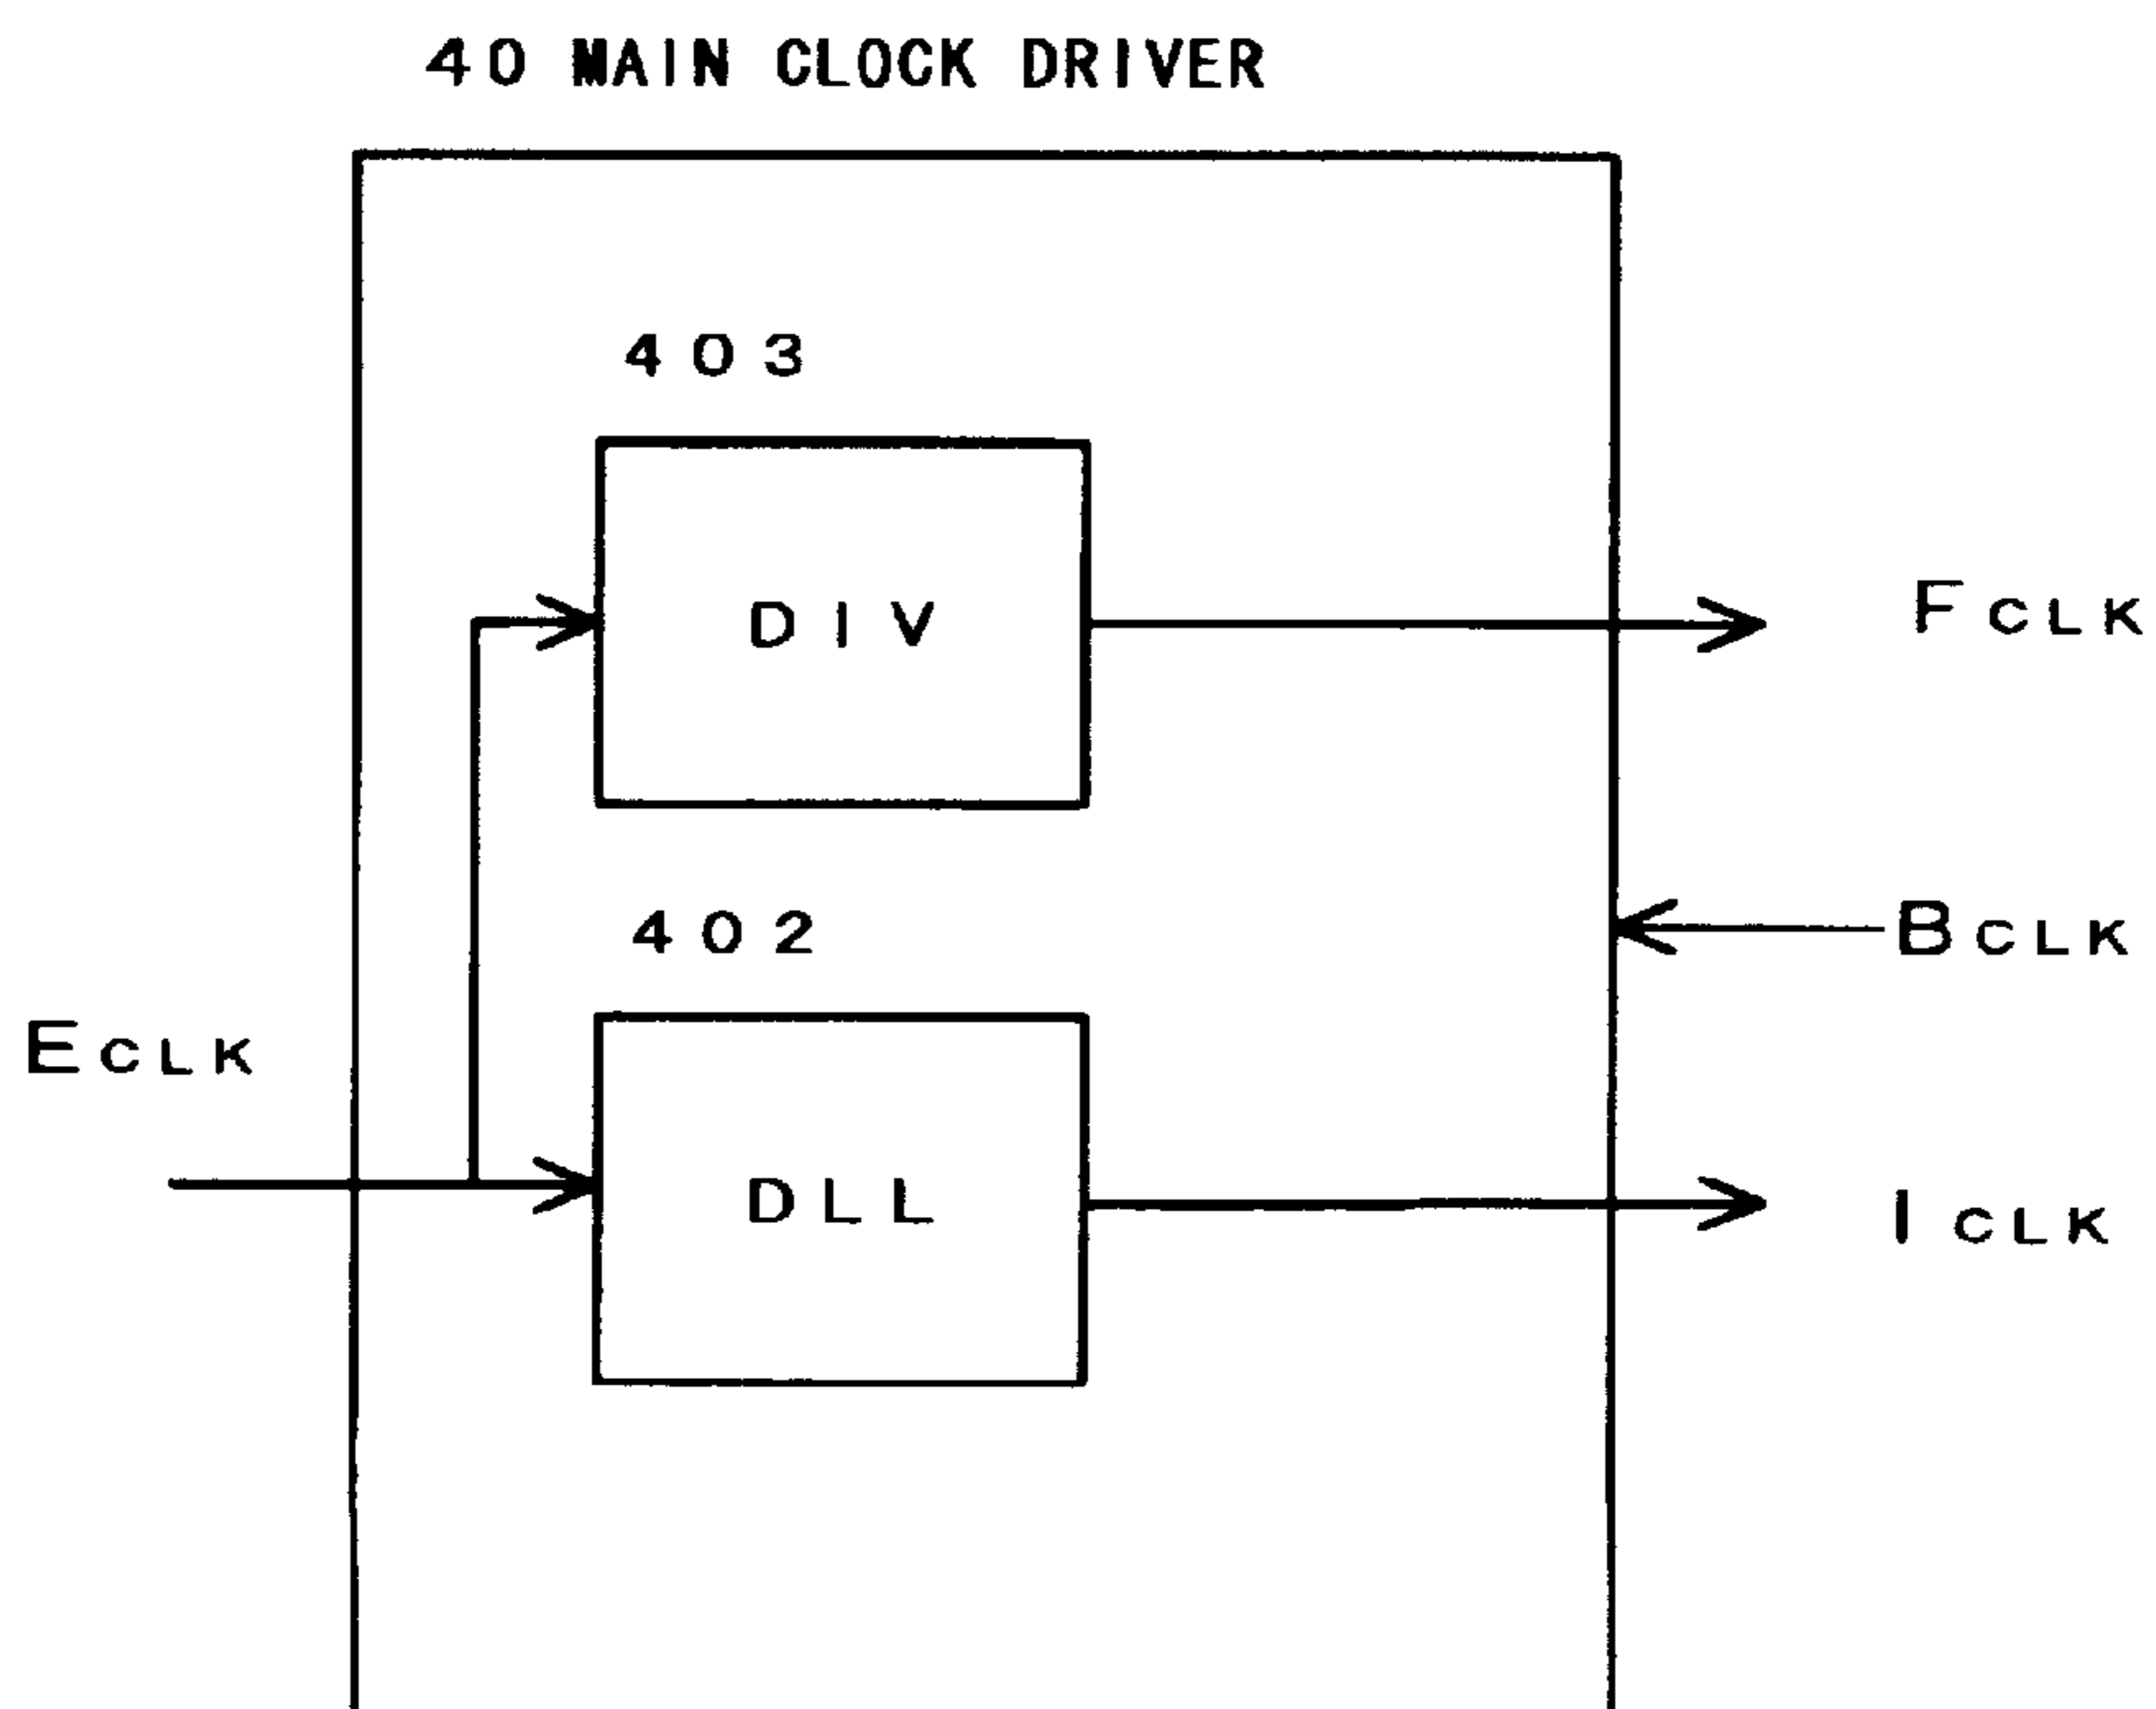 40 MAIN CLOCK DRIVER
403
DIV
FCLK
402
BCLK
ECLK
DLL
ICLK